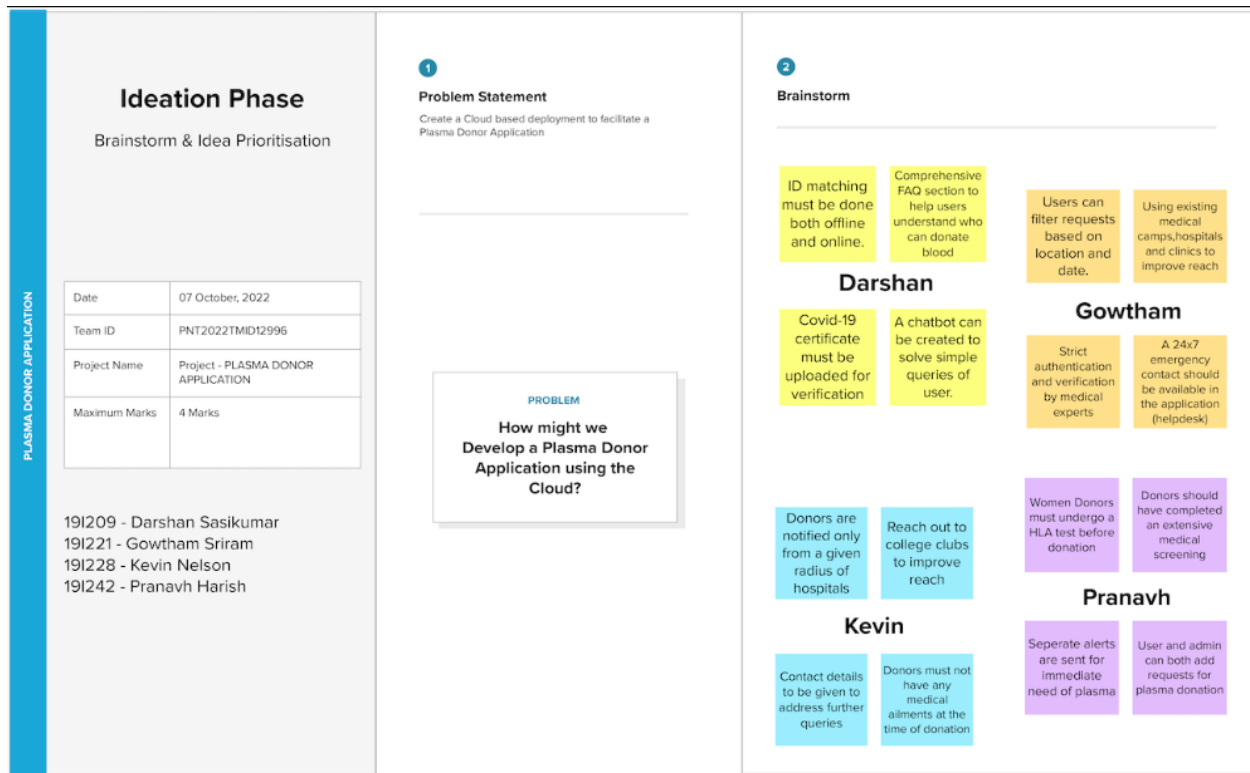 PLASMA DONOR APPLICATION
Ideation Phase
Brainstorm & Idea Prioritisation
Date
07 October, 2022
Team ID
PNT2022TMID12996
Project Name
Project - PLASMA DONOR
APPLICATION
Maximum Marks
4 Marks
19I209 - Darshan Sasikumar
19I221 - Gowtham Sriram
19I228 - Kevin Nelson
19I242 - Pranavh Harish
1
Problem Statement
Create a Cloud based deployment to facilitate a
Plasma Donor Application
PROBLEM
How might we
Develop a Plasma Donor
Application using the
Cloud?
2
Brainstorm
ID matching
must be done
both offline
and online.
Comprehensive
FAQ section to
help users
understand who
can donate
blood
Darshan
Covid-19
certificate
must be
uploaded for
verification
A chatbot can
be created to
solve simple
queries of
user.
Users can
filter requests
based on
location and
date.
Using existing
medical
camps,hospitals
and clinics to
improve reach
Gowtham
Strict
authentication
and verification
by medical
experts
A 24x7
emergency
contact should
be available in
the application
(helpdesk)
Donors are
notified only
from a given
radius of
hospitals
Reach out to
college clubs
to improve
reach
Kevin
Contact details
to be given to
address further
queries
Donors must not
have any
medical
ailments at the
time of donation
Women Donors
must undergo a
HLA test before
donation
Donors should
have completed
an extensive
medical
screening
Pranavh
Seperate alerts
are sent for
immediate
need of plasma
User and admin
can both add
requests for
plasma donation